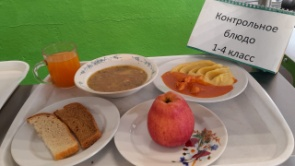 Контрольное
блюдо
1-4 класс